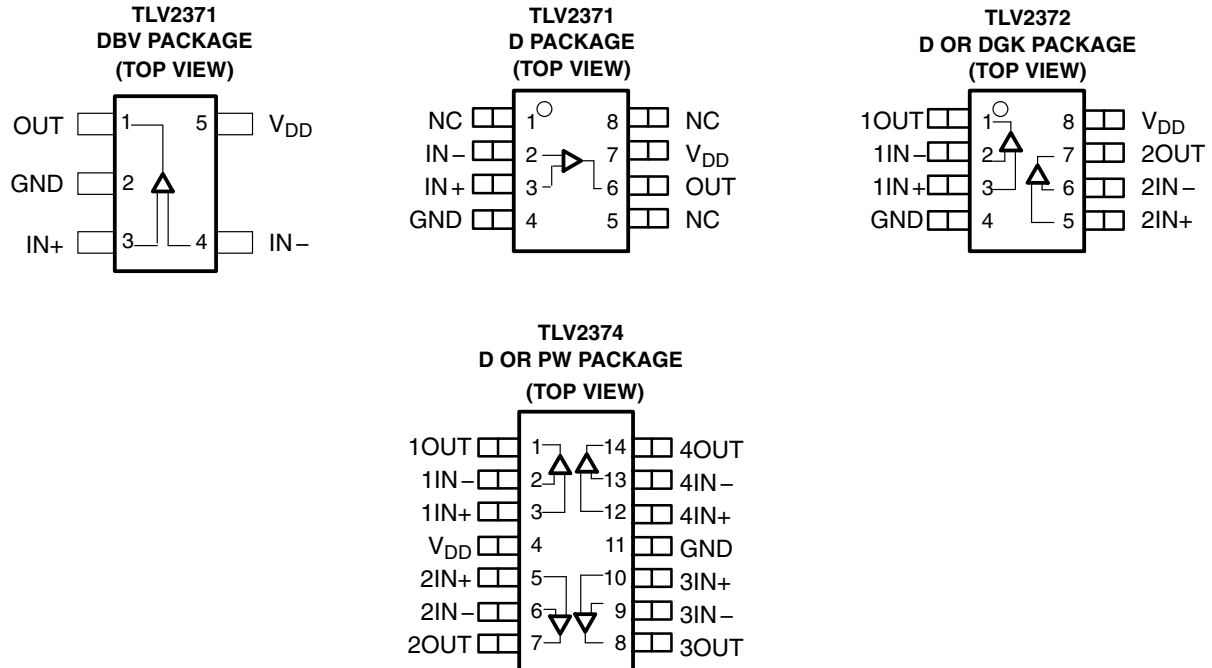 TLV2371
DBV PACKAGE
(TOP VIEW)
OUT 1 5 VDD
GND 2
IN+ 3 4 IN−
TLV2371
D PACKAGE
(TOP VIEW)
NC 1 8 NC
IN− 2 7 VDD
IN+ 3 6 OUT
GND 4 5 NC
TLV2372
D OR DGK PACKAGE
(TOP VIEW)
1OUT 1 8 VDD
1IN− 2 7 2OUT
1IN+ 3 6 2IN−
GND 4 5 2IN+
TLV2374
D OR PW PACKAGE
(TOP VIEW)
1OUT 1 14 4OUT
1IN− 2 13 4IN−
1IN+ 3 12 4IN+
VDD 4 11 GND
2IN+ 5 10 3IN+
2IN− 6 9 3IN−
2OUT 7 8 3OUT